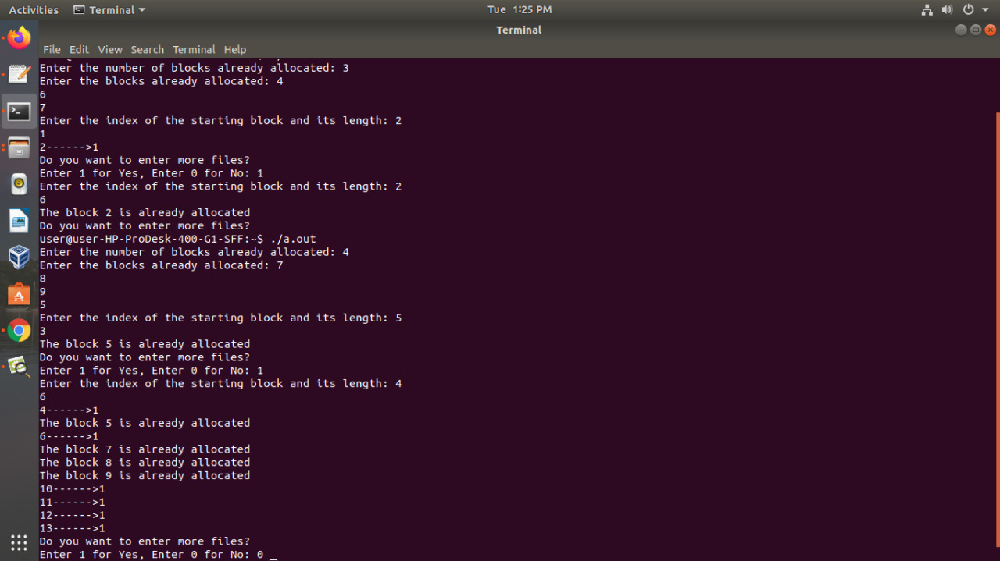 Activities Terminal Tue 1:25 PM
Terminal
File Edit View Search Terminal Help
Enter the number of blocks already allocated: 3
Enter the blocks already allocated: 4
6
7
Enter the index of the starting block and its length: 2
1
2------>1
Do you want to enter more files?
Enter 1 for Yes, Enter 0 for No: 1
Enter the index of the starting block and its length: 2
6
The block 2 is already allocated
Do you want to enter more files?
user@user-HP-ProDesk-400-G1-SFF:~$ ./a.out
Enter the number of blocks already allocated: 4
Enter the blocks already allocated: 7
8
9
5
Enter the index of the starting block and its length: 5
3
The block 5 is already allocated
Do you want to enter more files?
Enter 1 for Yes, Enter 0 for No: 1
Enter the index of the starting block and its length: 4
6
4------>1
The block 5 is already allocated
6------>1
The block 7 is already allocated
The block 8 is already allocated
The block 9 is already allocated
10------>1
11------>1
12------>1
13------>1
Do you want to enter more files?
Enter 1 for Yes, Enter 0 for No: 0